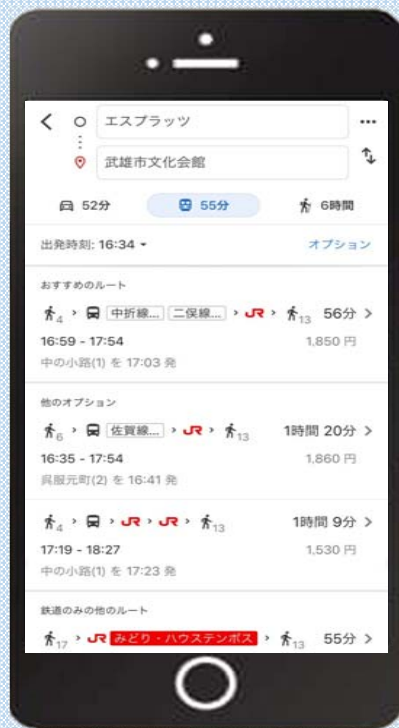 エスプラッツ
武雄市文化会館
52分 55分 6時間
出発時刻: 16:34
オプション
おすすめのルート
4 中折線... 二俣線... JR 13 56分
16:59 - 17:54 1,850 円
中の小路(1) を 17:03 発
他のオプション
6 佐賀線... JR 13 1時間 20分
16:35 - 17:54 1,860 円
呉服元町(2) を 16:41 発
4 JR JR 13 1時間 9分
17:19 - 18:27 1,530 円
中の小路(1) を 17:23 発
鉄道のみの他のルート
17 JR みどり・ハウステンボス 13 55分